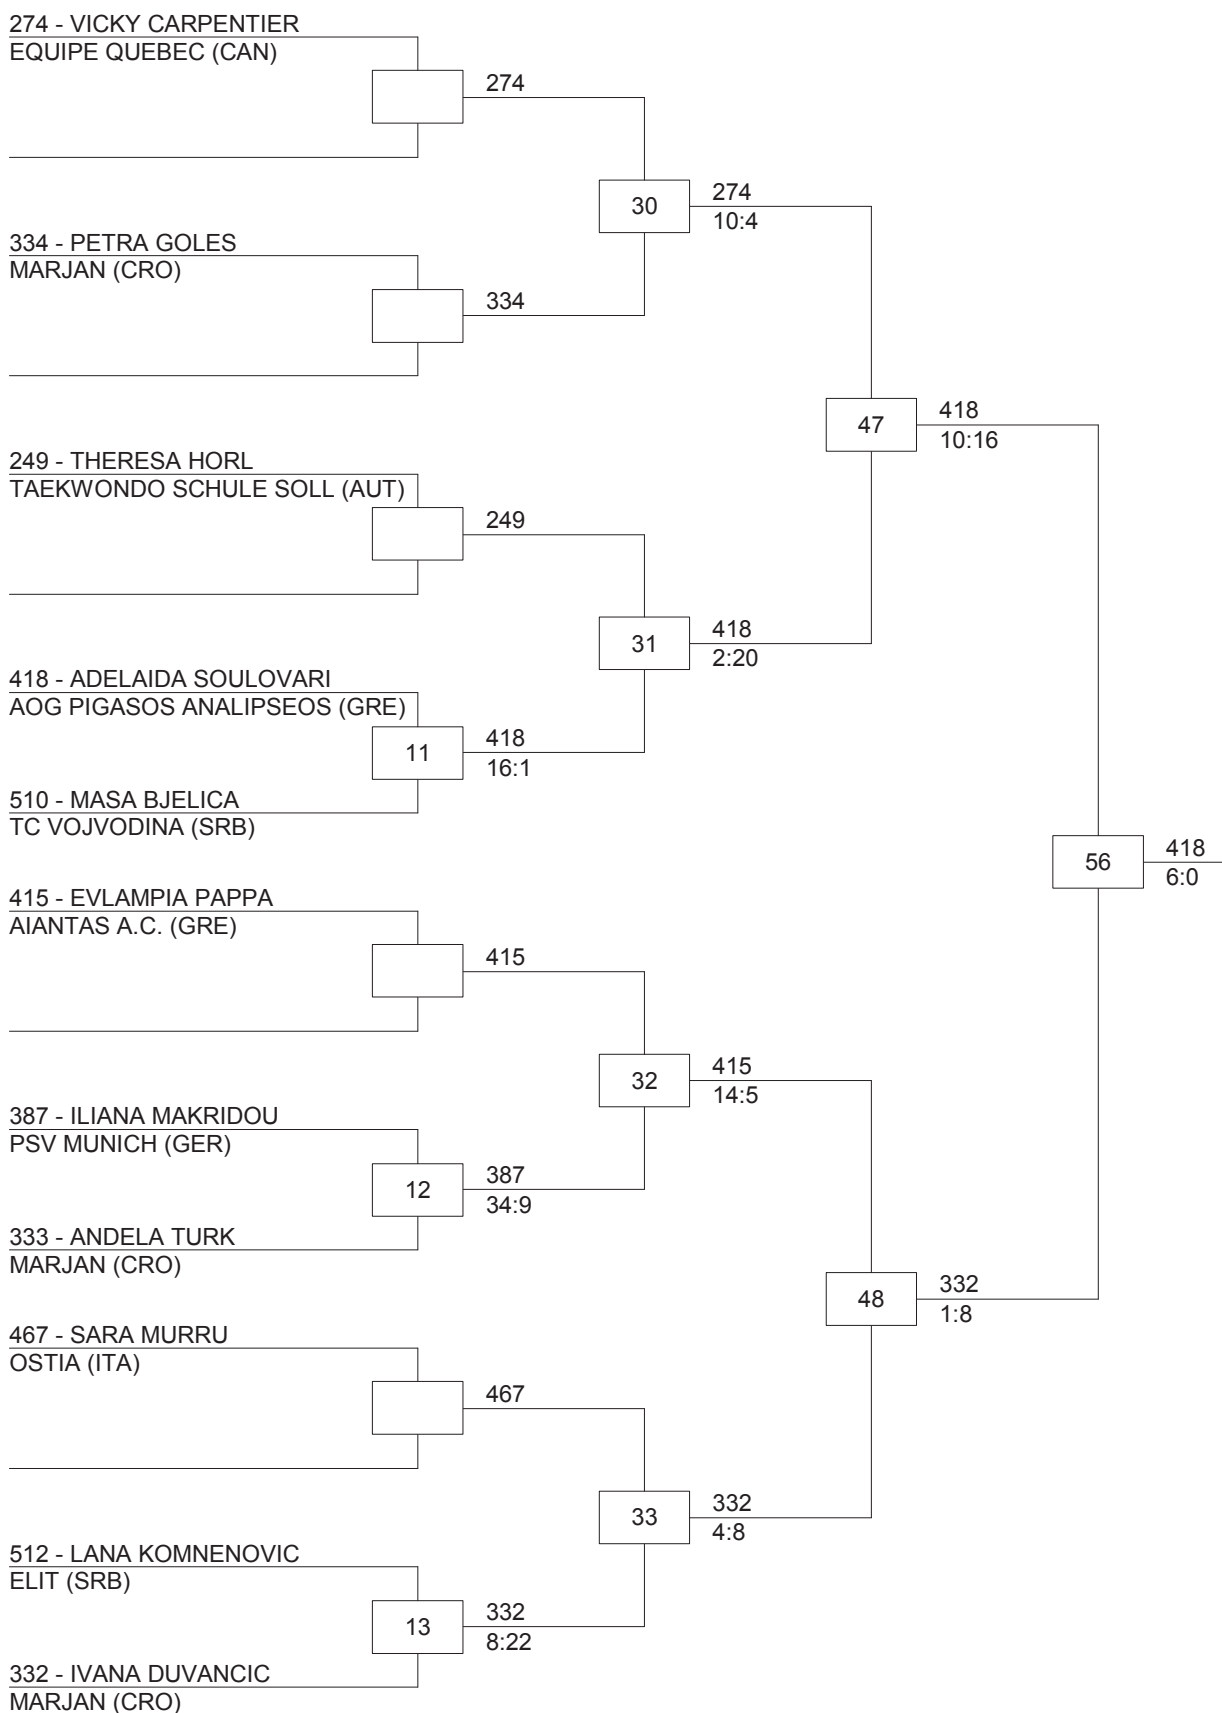 274 - VICKY CARPENTIER
EQUIPE QUEBEC (CAN)
274
30
274
10:4
334 - PETRA GOLES
MARJAN (CRO)
334
47
418
10:16
249 - THERESA HORL
TAEKWONDO SCHULE SOLL (AUT)
249
31
418
2:20
418 - ADELAIDA SOULOVARI
AOG PIGASOS ANALIPSEOS (GRE)
11
418
16:1
510 - MASA BJELICA
TC VOJVODINA (SRB)
56
418
6:0
415 - EVLAMPIA PAPPA
AIANTAS A.C. (GRE)
415
32
415
14:5
387 - ILIANA MAKRIDOU
PSV MUNICH (GER)
12
387
34:9
333 - ANDELA TURK
MARJAN (CRO)
48
332
1:8
467 - SARA MURRU
OSTIA (ITA)
467
33
332
4:8
512 - LANA KOMNENOVIC
ELIT (SRB)
13
332
8:22
332 - IVANA DUVANCIC
MARJAN (CRO)